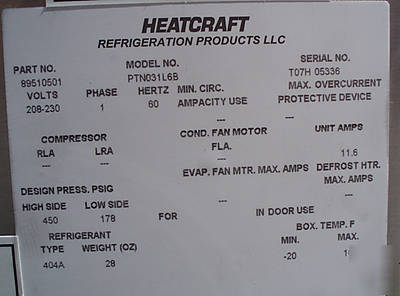 HEATCRAFT
REFRIGERATION PRODUCTS LLC
PART NO. MODEL NO. SERIAL NO.
89510501 PTN031L6B T07H 05336
VOLTS PHASE HERTZ MIN. CIRC. MAX. OVERCURRENT
208-230 1 60 AMPACITY USE PROTECTIVE DEVICE
--- ---
COMPRESSOR COND. FAN MOTOR UNIT AMPS
RLA LRA FLA.
--- --- --- 11.6
EVAP. FAN MTR. MAX. AMPS DEFROST HTR.
MAX. AMPS
--- ---
DESIGN PRESS. PSIG
HIGH SIDE LOW SIDE
450 178 FOR IN DOOR USE
REFRIGERANT BOX. TEMP. F
TYPE WEIGHT (OZ) MIN. MAX.
404A 28 -20